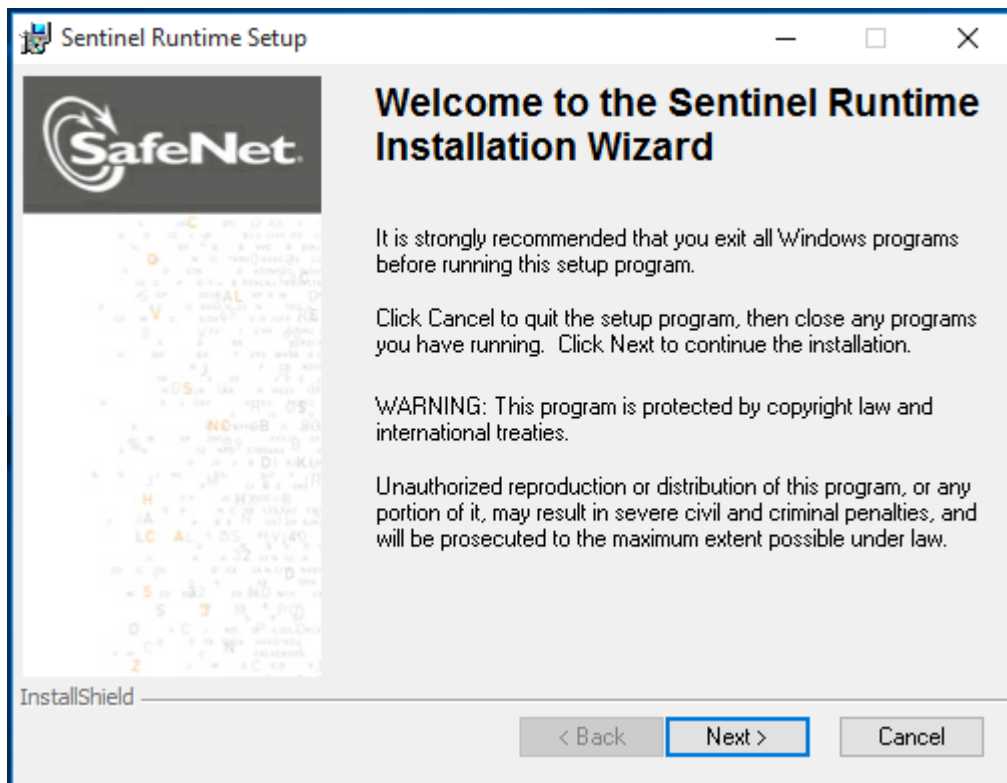 Sentinel Runtime Setup
SafeNet.
Welcome to the Sentinel Runtime
Installation Wizard
It is strongly recommended that you exit all Windows programs
before running this setup program.
Click Cancel to quit the setup program, then close any programs
you have running.  Click Next to continue the installation.
WARNING: This program is protected by copyright law and
international treaties.
Unauthorized reproduction or distribution of this program, or any
portion of it, may result in severe civil and criminal penalties, and
will be prosecuted to the maximum extent possible under law.
InstallShield
< Back
Next >
Cancel